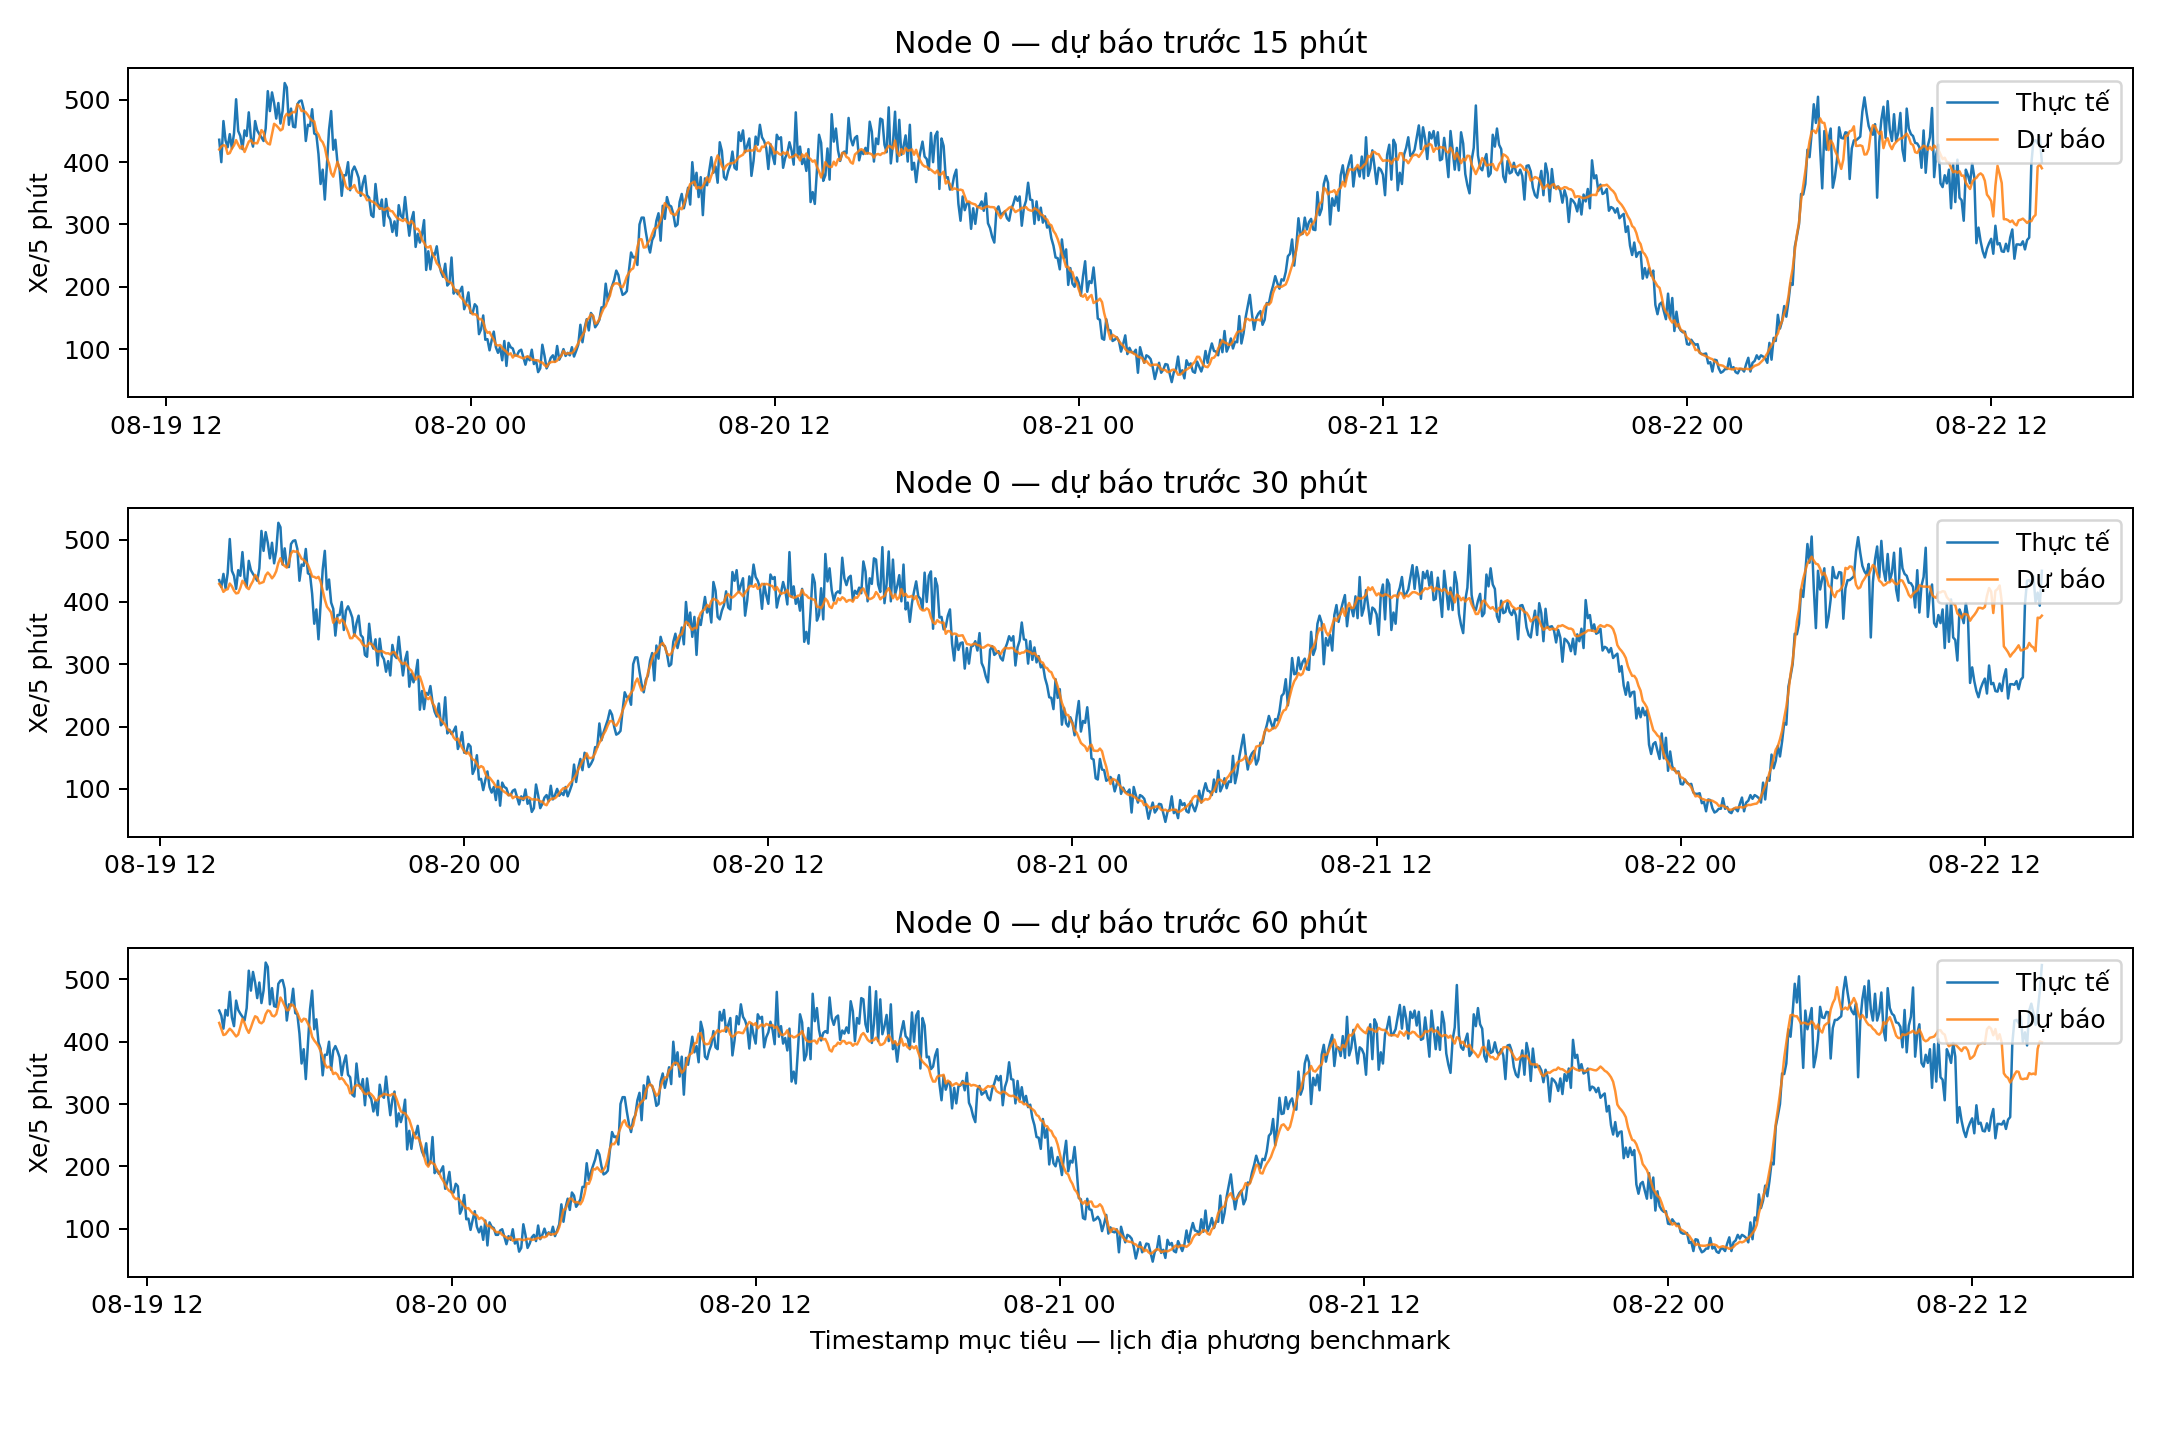 Node 0 — dự báo trước 15 phút
Xe/5 phút
500
400
300
200
100
Thực tế
Dự báo
08-19 12 08-20 00 08-20 12 08-21 00 08-21 12 08-22 00 08-22 12
Node 0 — dự báo trước 30 phút
Xe/5 phút
500
400
300
200
100
Thực tế
Dự báo
08-19 12 08-20 00 08-20 12 08-21 00 08-21 12 08-22 00 08-22 12
Node 0 — dự báo trước 60 phút
Xe/5 phút
500
400
300
200
100
Thực tế
Dự báo
08-19 12 08-20 00 08-20 12 08-21 00 08-21 12 08-22 00 08-22 12
Timestamp mục tiêu — lịch địa phương benchmark